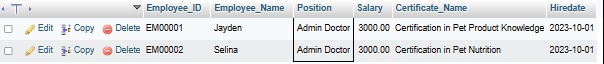 Employee_ID Employee_Name Position Salary Certificate_Name Hiredate
Edit Copy Delete EM00001 Jayden Admin Doctor 3000.00 Certification in Pet Product Knowledge 2023-10-01
Edit Copy Delete EM00002 Selina Admin Doctor 3000.00 Certification in Pet Nutrition 2023-10-01